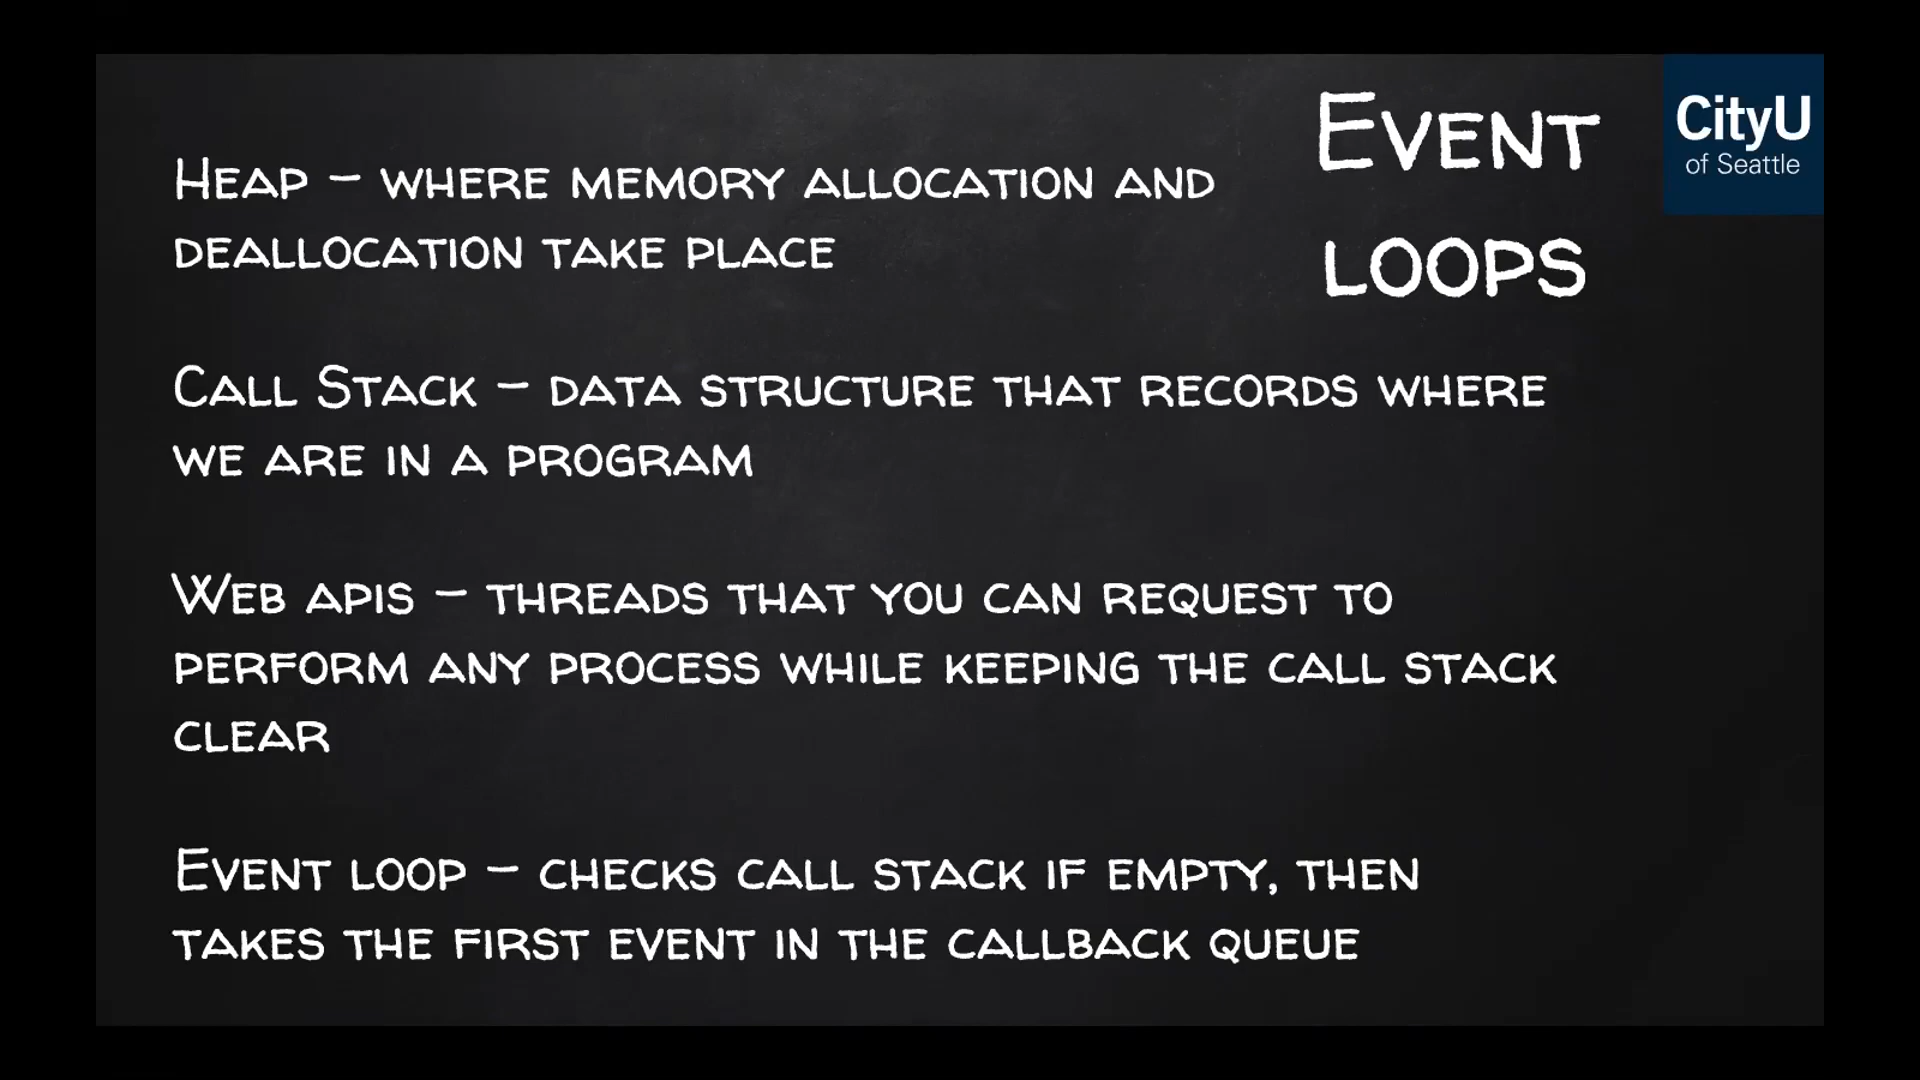 Event
loops
CityU
of Seattle
Heap – where memory allocation and
deallocation take place
Call Stack – data structure that records where
we are in a program
Web apis – threads that you can request to
perform any process while keeping the call stack
clear
Event loop – checks call stack if empty, then
takes the first event in the callback queue